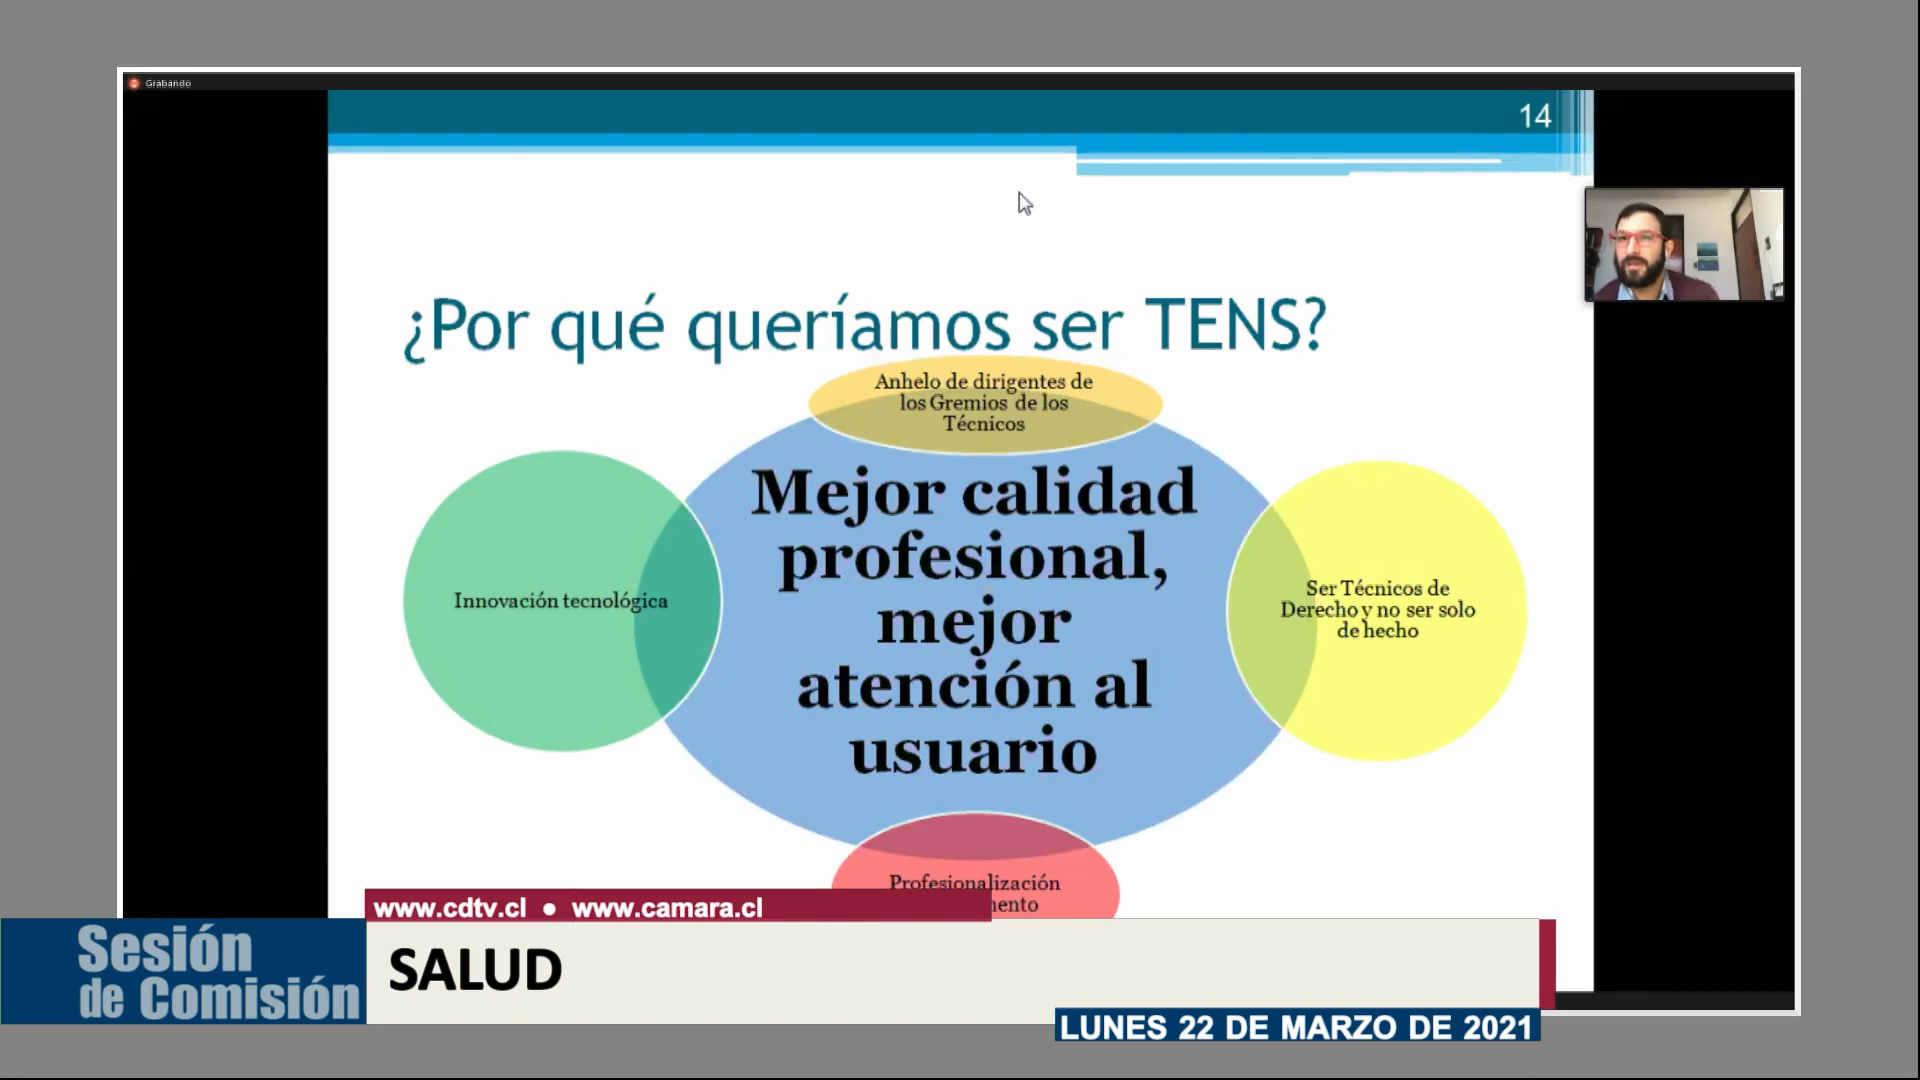 Grabando
14
¿Por qué queríamos ser TENS?
Anhelo de dirigentes de
los Gremios de los
Técnicos
Mejor calidad
profesional,
mejor
atención al
usuario
Innovación tecnológica
Ser Técnicos de
Derecho y no ser solo
de hecho
Profesionalización
www.cdtv.cl ● www.camara.cl
Sesión
de Comisión
SALUD
LUNES 22 DE MARZO DE 2021